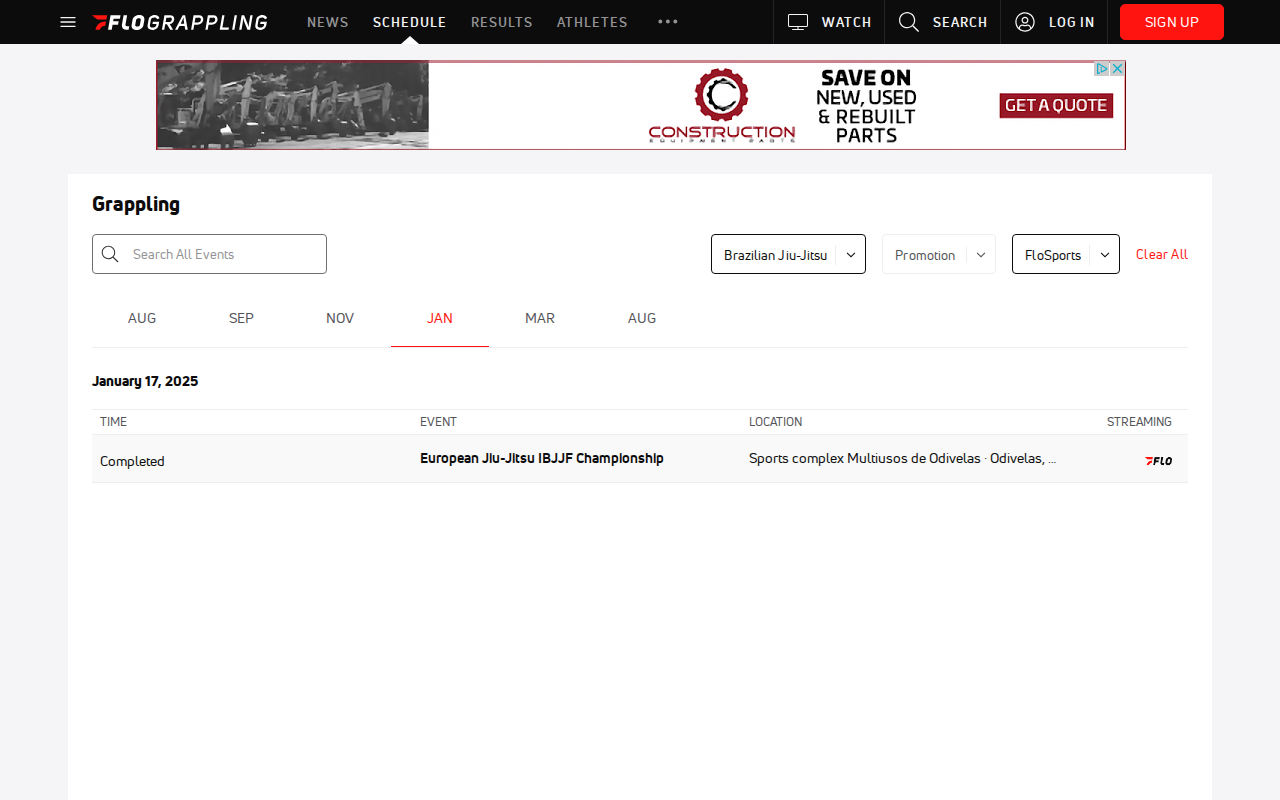 FLOGRAPPLING NEWS SCHEDULE RESULTS ATHLETES WATCH SEARCH LOG IN SIGN UP
CONSTRUCTION
SAVE ON
NEW, USED
& REBUILT
PARTS
GET A QUOTE
Grappling
Search All Events Brazilian Jiu-Jitsu Promotion FloSports Clear All
AUG SEP NOV JAN MAR AUG
January 17, 2025
TIME EVENT LOCATION STREAMING
Completed European Jiu-Jitsu IBJJF Championship Sports complex Multiusos de Odivelas · Odivelas, ... FLO